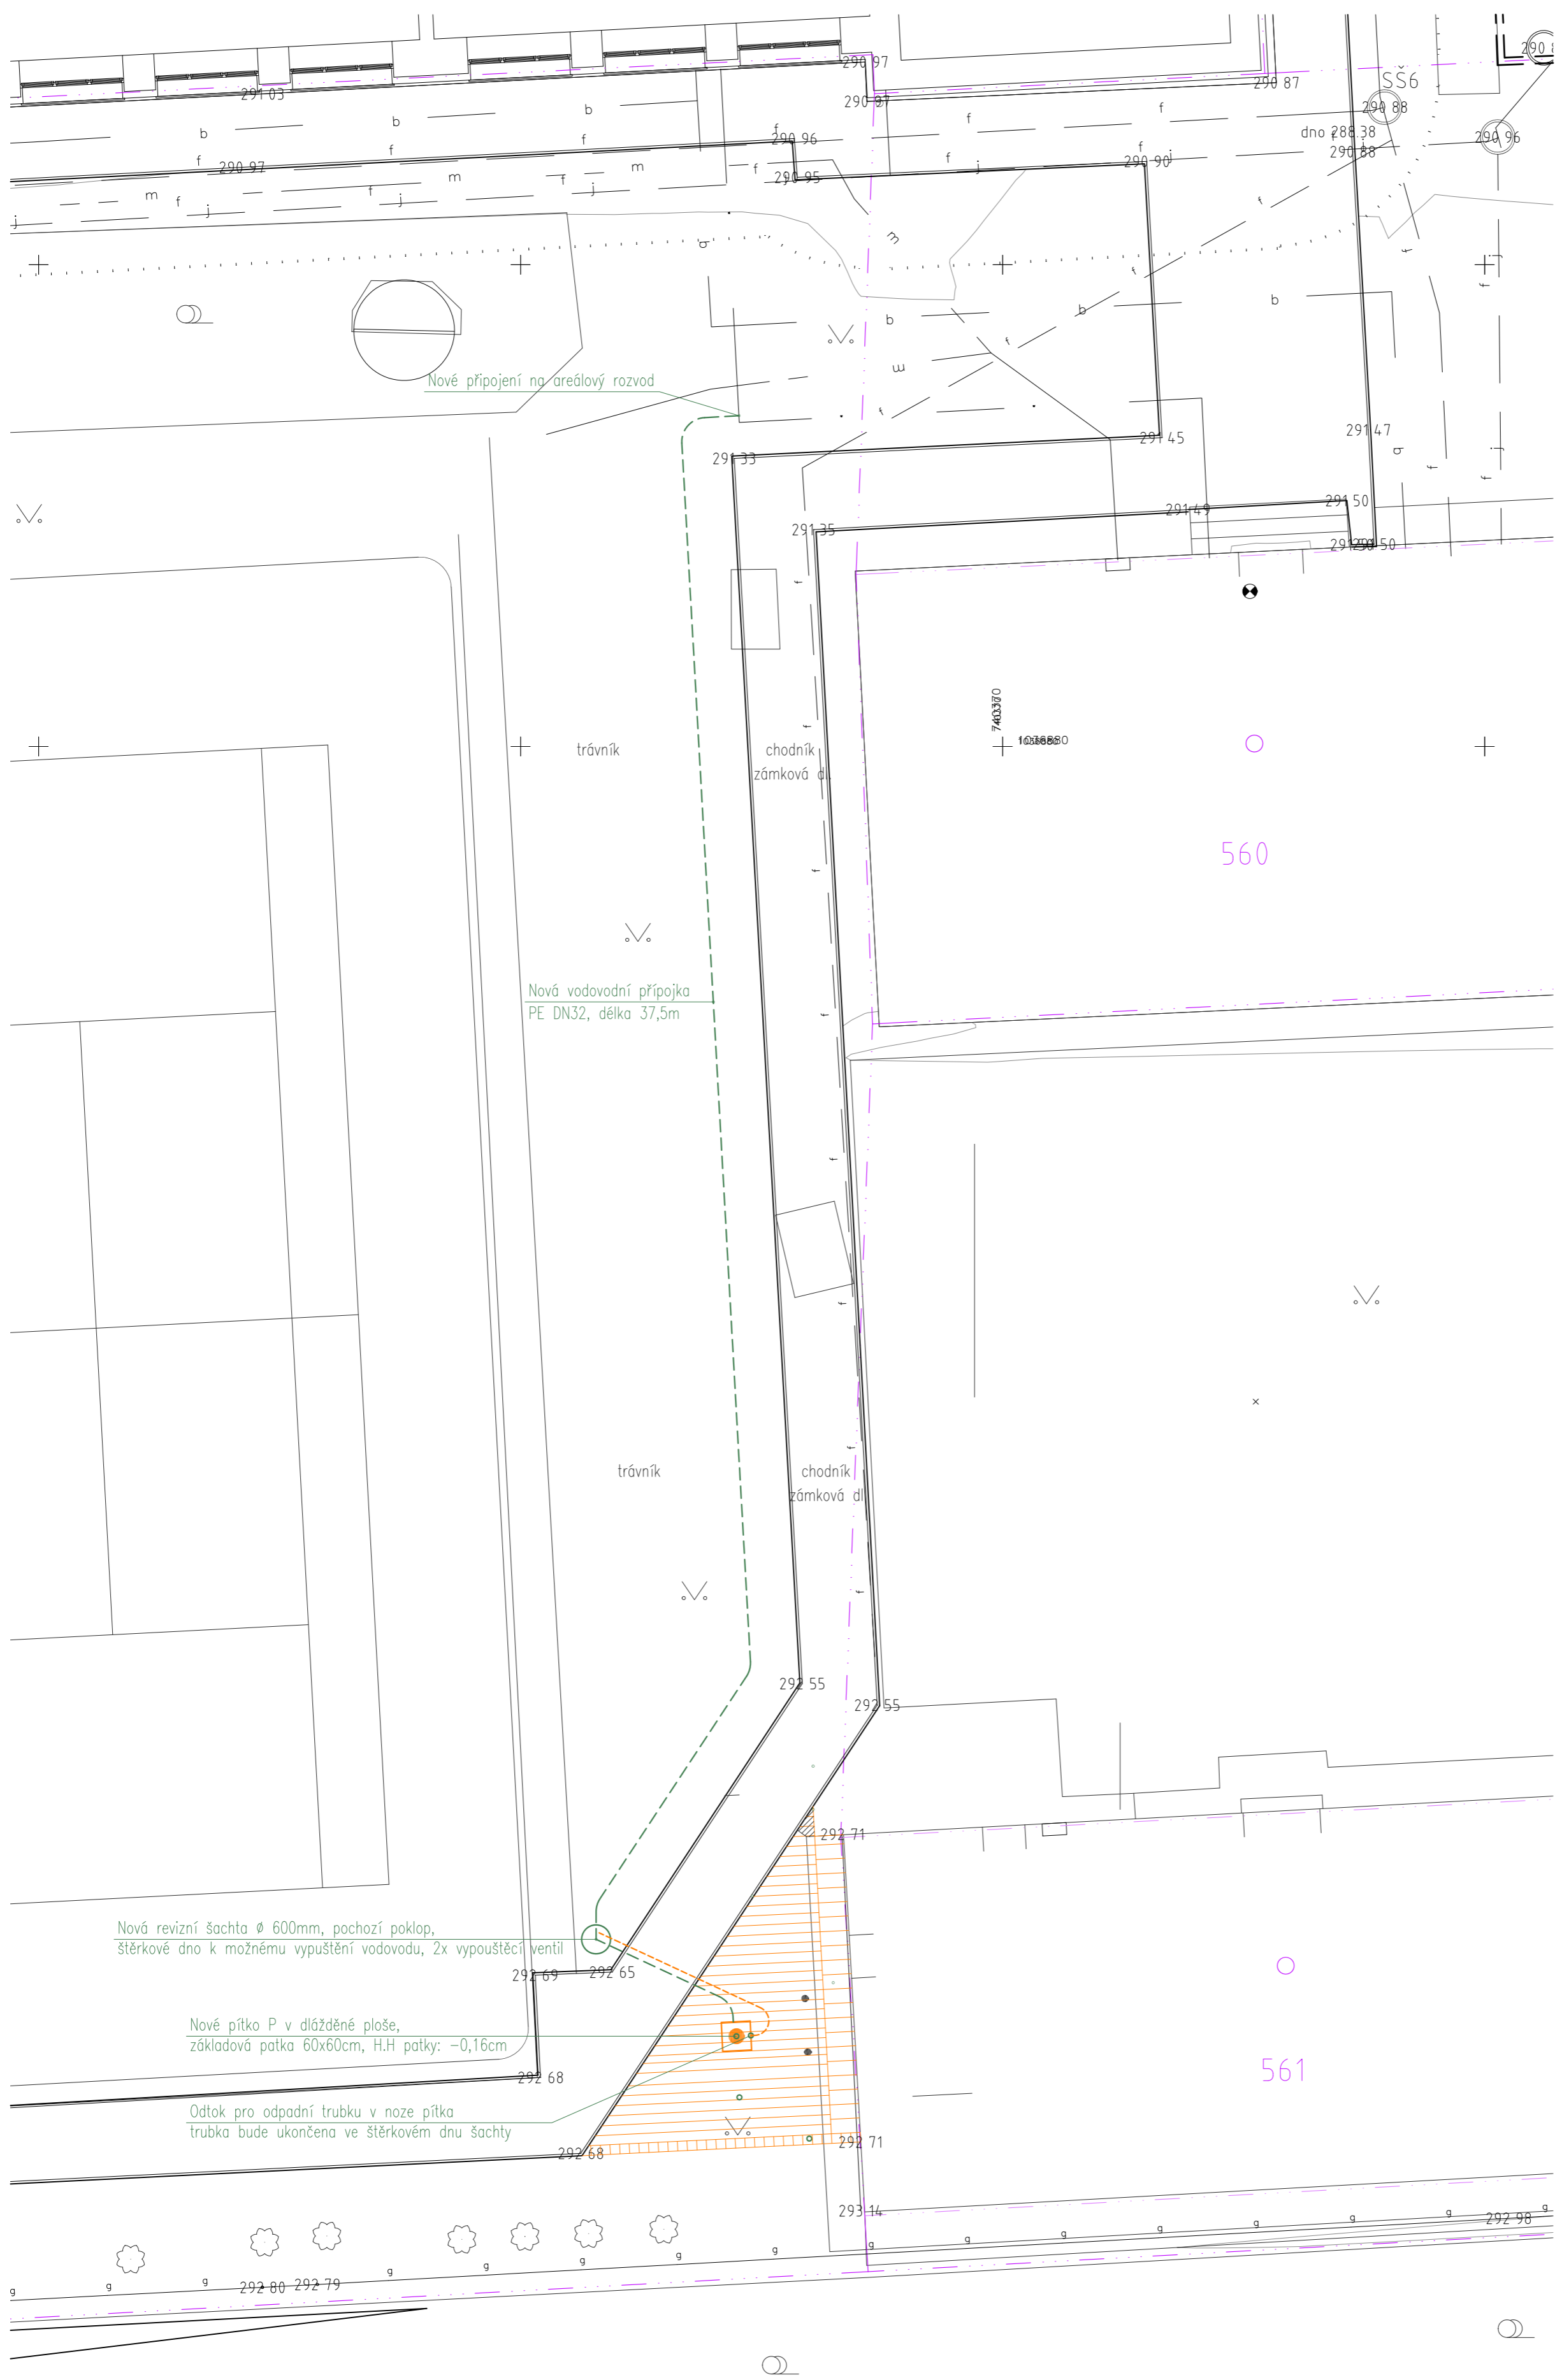 290 97
291 03
290 97
290 87
SŠ6
290 88
dno 288.38
290 96
290 88
290 96
290 97
290 95
290 90
b
b
b
f
f
f
m
m
m
j
j
j
Nové připojení na areálový rozvod
291 33
291 45
291 47
291 35
291 49
291 50
291 50
740370
1036880
trávník
chodník
zámková dl.
560
Nová vodovodní přípojka
PE DN32, délka 37,5m
trávník
chodník
zámková dl
292 55
292 55
292 71
Nová revizní šachta Ø 600mm, pochozí poklop,
štěrkové dno k možnému vypuštění vodovodu, 2x vypouštěcí ventil
292 69
292 65
Nové pítko P v dlážděné ploše,
základová patka 60x60cm, H.H patky: -0,16cm
561
292 68
Odtok pro odpadní trubku v noze pítka
trubka bude ukončena ve štěrkovém dnu šachty
292 68
292 71
293 14
292 98
g
g
g
292 80
292 79